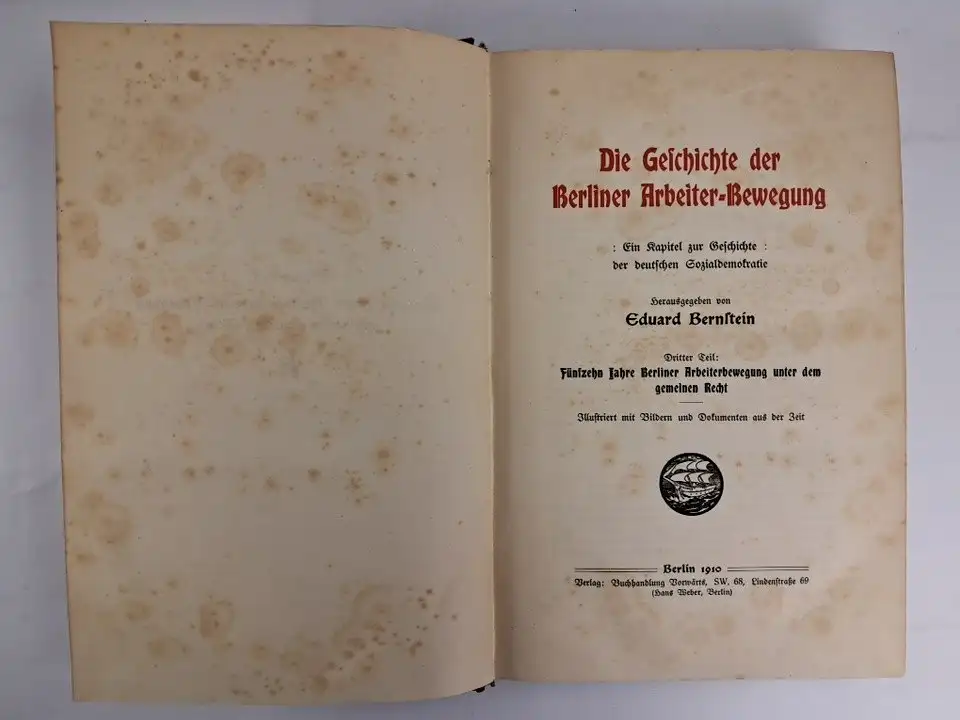 Die Geſchichte der
Berliner Arbeiter-Bewegung
: Ein Kapitel zur Geſchichte :
der deutſchen Sozialdemokratie
Herausgegeben von
Eduard Bernſtein
Dritter Teil:
Fünfzehn Jahre Berliner Arbeiterbewegung unter dem
gemeinen Recht
Illuſtriert mit Bildern und Dokumenten aus der Zeit
Berlin 1910
Verlag: Buchhandlung Vorwärts, SW. 68, Lindenſtraße 69
(Hans Weber, Berlin)